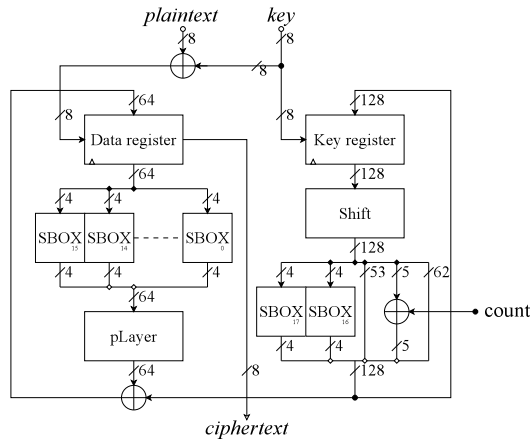 plaintext key
8 8
8
64 128
8 8
Data register Key register
64 128
Shift
4 4 4
128
SBOX 15 SBOX 14 SBOX 0
4 4 53 5 62
4 4 4
SBOX 17 SBOX 16 count
64
pLayer
4 4 5
64 8 128
ciphertext